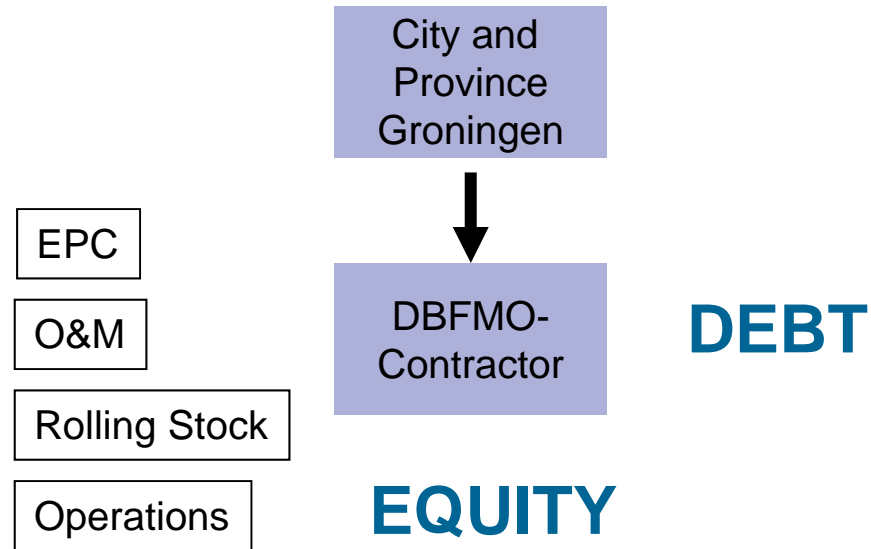 City and
Province
Groningen
EPC
O&M
Rolling Stock
Operations
DBFMO-
Contractor
DEBT
EQUITY